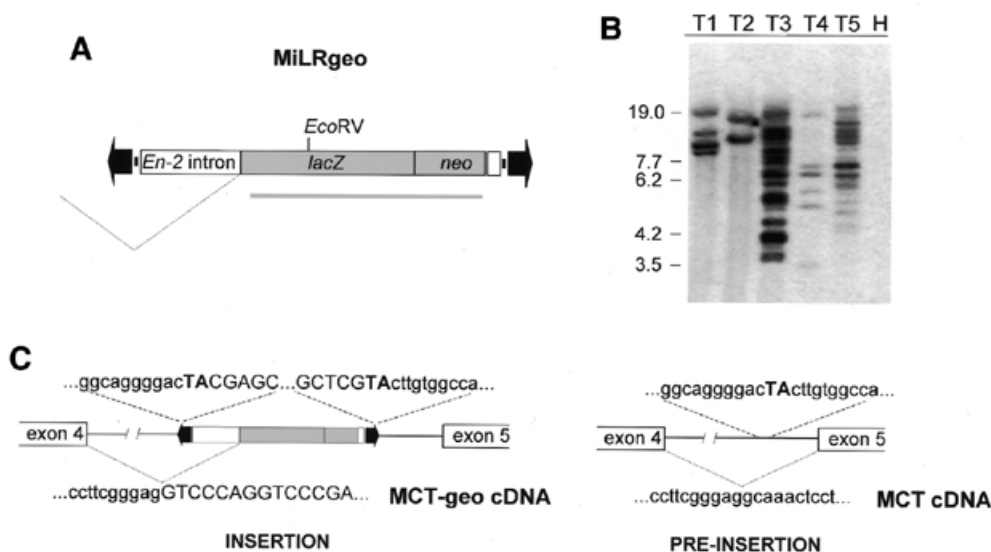 A
MiLRgeo
EcoRV
En-2 intron
lacZ
neo
B
T1 T2 T3 T4 T5 H
19.0 –
7.7 –
6.2 –
4.2 –
3.5 –
C
...ggcaggggacTACGAGC...GCTCGTActtgtggcca...
exon 4
exon 5
...ccttcgggagGTCCCAGGTCCCGA...
MCT-geo cDNA
INSERTION
...ggcaggggacTActtgtggcca...
exon 4
exon 5
...ccttcgggaggcaaactcct...
MCT cDNA
PRE-INSERTION